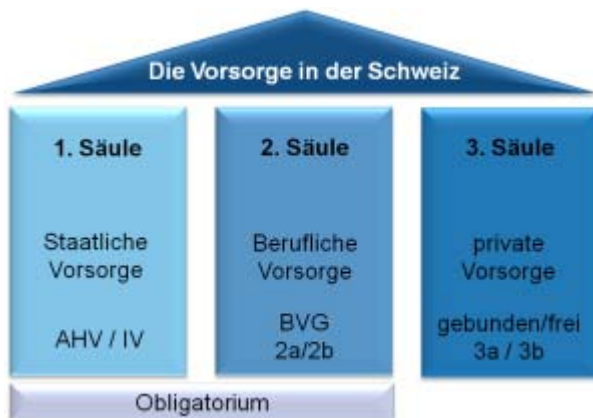 Die Vorsorge in der Schweiz
1. Säule
Staatliche
Vorsorge
AHV / IV
2. Säule
Berufliche
Vorsorge
BVG
2a/2b
3. Säule
private
Vorsorge
gebunden/frei
3a / 3b
Obligatorium